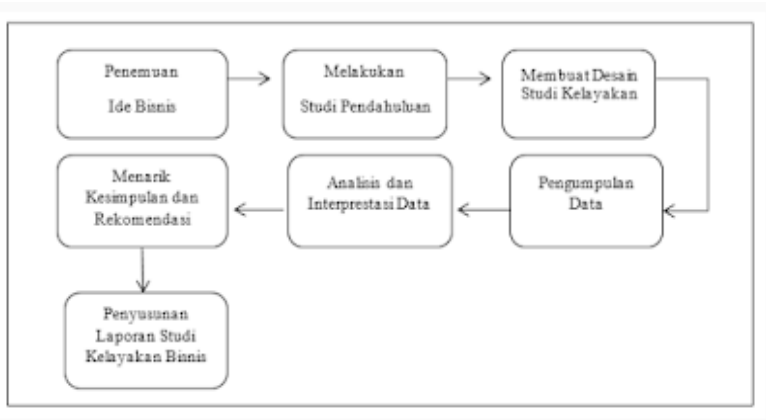 Penemuan
Ide Bisnis
Melakukan
Studi Pendahuluan
Membuat Desain
Studi Kelayakan
Pengumpulan
Data
Analisis dan
Interprestasi Data
Menarik
Kesimpulan dan
Rekomendasi
Penyusunan
Laporan Studi
Kelayakan Bisnis